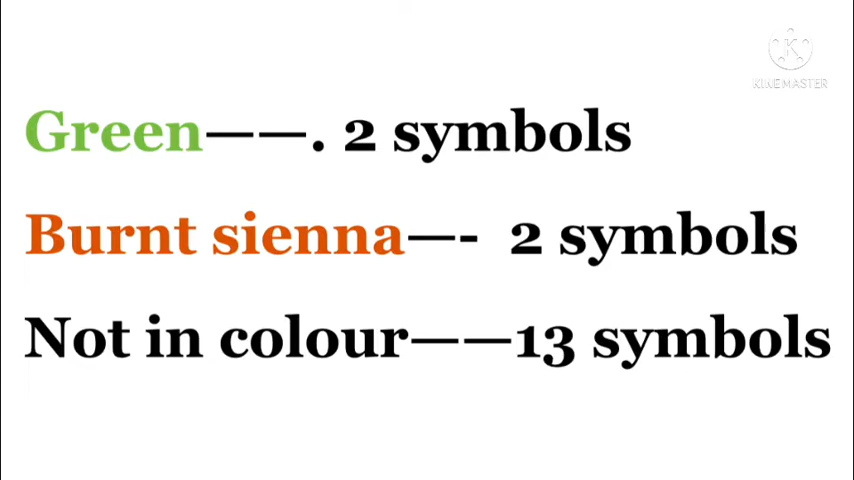 KINEMASTER
Green——. 2 symbols
Burnt sienna—- 2 symbols
Not in colour——13 symbols